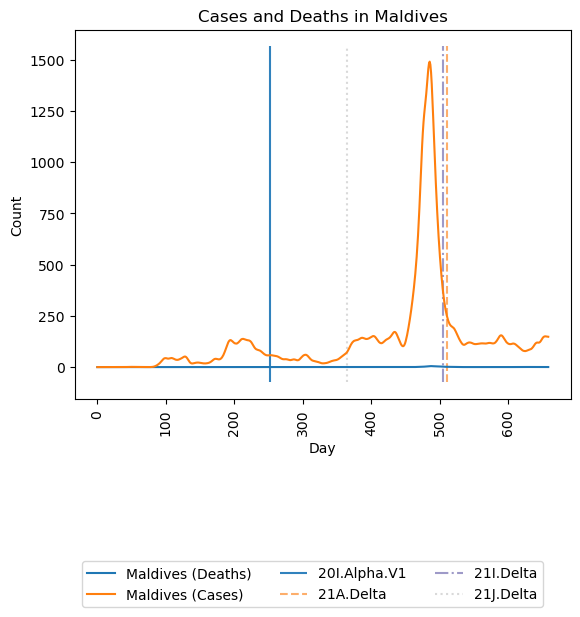 Cases and Deaths in Maldives
1500
1250
1000
750
500
250
0
Count
0 100 200 300 400 500 600
Day
Maldives (Deaths) 20I.Alpha.V1 21I.Delta
Maldives (Cases) 21A.Delta 21J.Delta